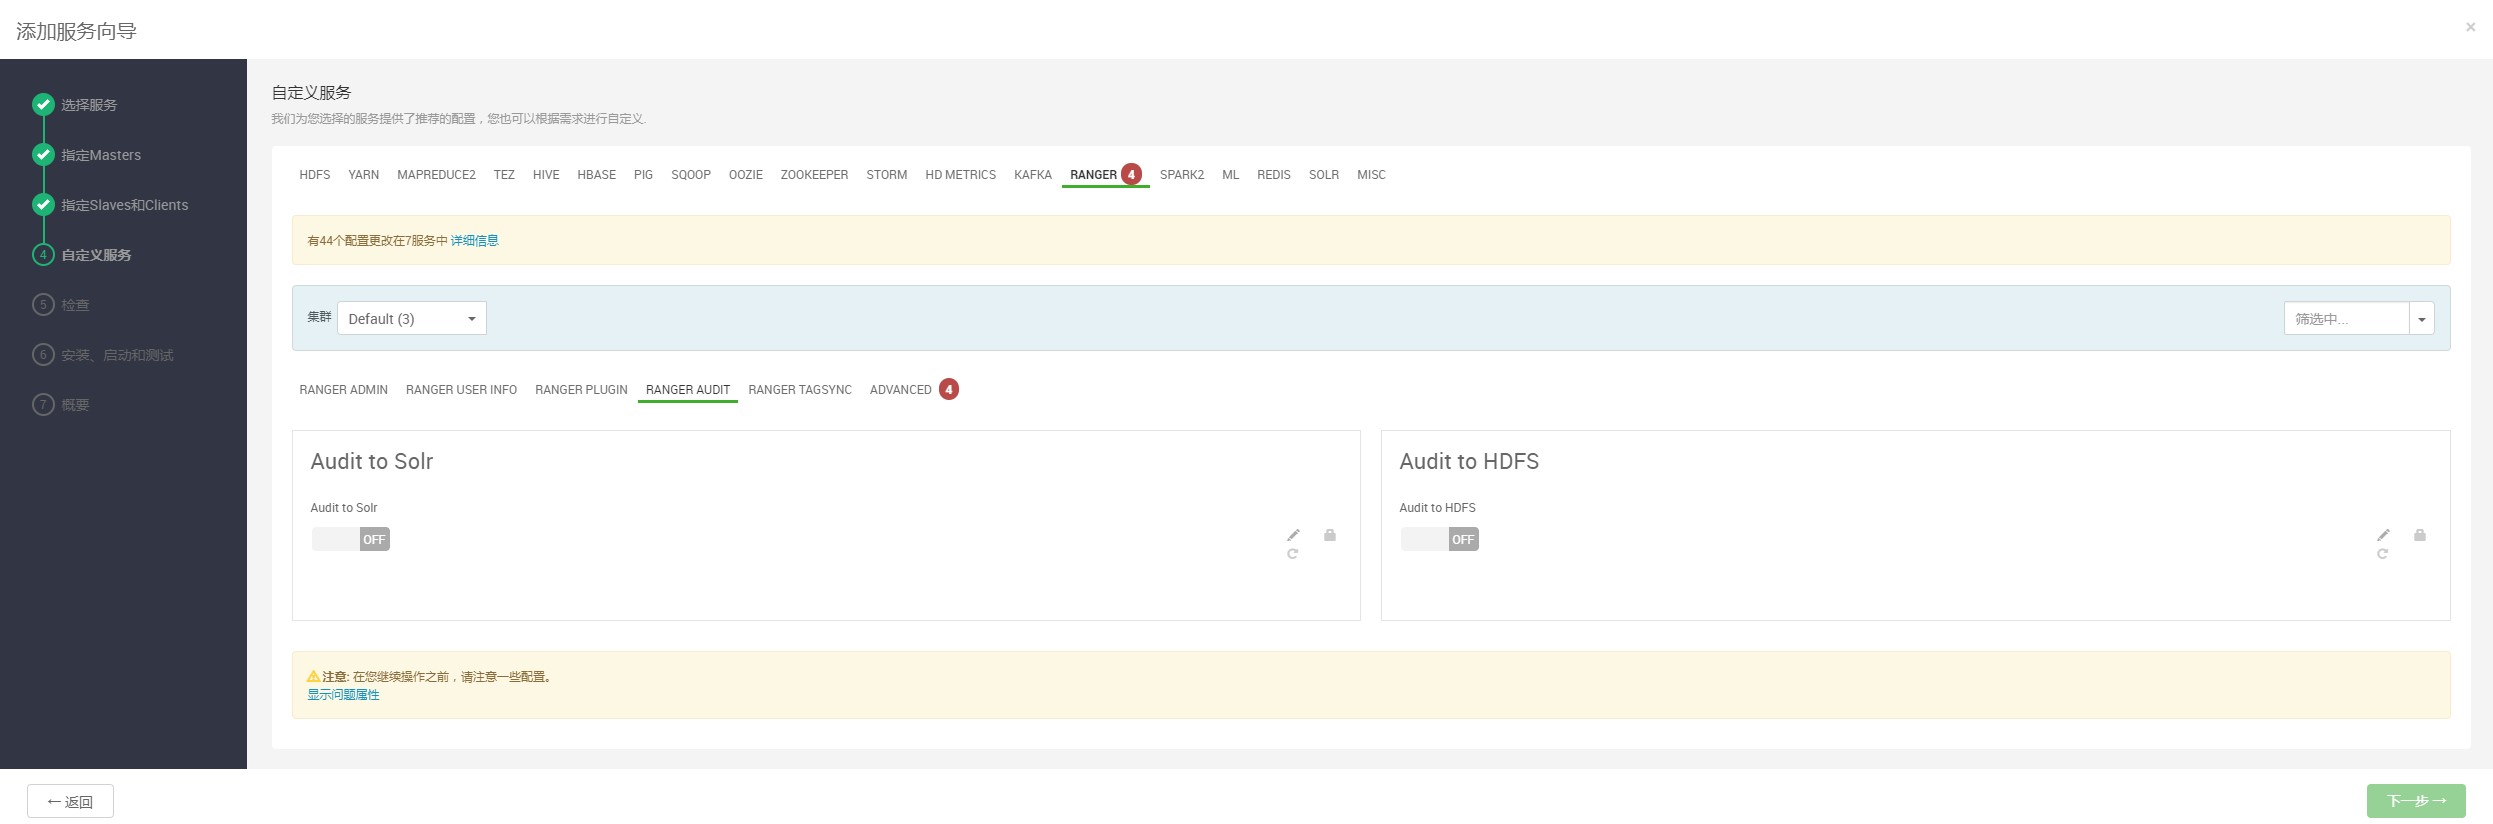 添加服务向导
×
选择服务
指定Masters
指定Slaves和Clients
4 自定义服务
5 检查
6 安装、启动和测试
7 概要
自定义服务
我们为您选择的服务提供了推荐的配置，您也可以根据需求进行自定义.
HDFS YARN MAPREDUCE2 TEZ HIVE HBASE PIG SQOOP OOZIE ZOOKEEPER STORM HD METRICS KAFKA RANGER 4 SPARK2 ML REDIS SOLR MISC
有44个配置更改在7服务中 详细信息
集群 Default (3) 筛选中...
RANGER ADMIN RANGER USER INFO RANGER PLUGIN RANGER AUDIT RANGER TAGSYNC ADVANCED 4
Audit to Solr
Audit to Solr
OFF
Audit to HDFS
Audit to HDFS
OFF
注意: 在您继续操作之前，请注意一些配置。
显示问题属性
← 返回
下一步 →